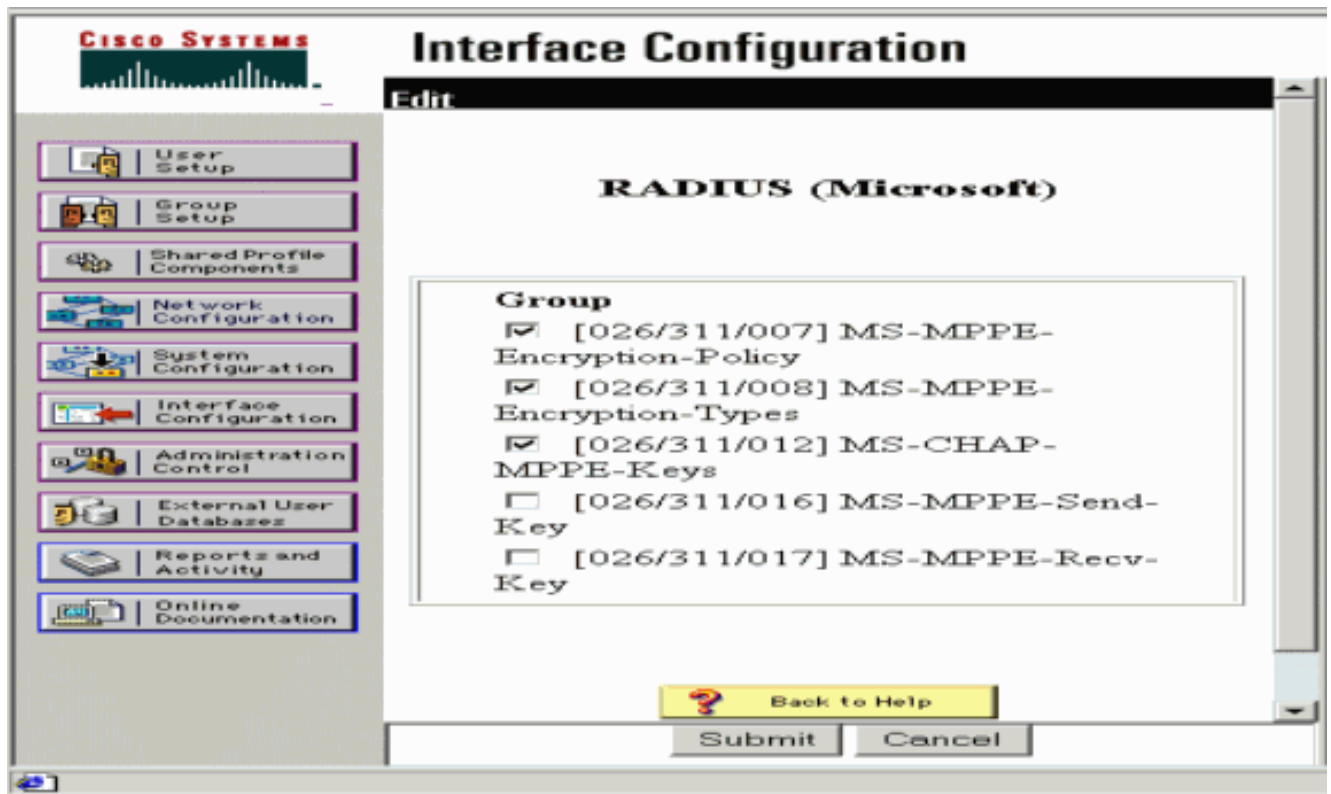 CISCO SYSTEMS
Interface Configuration
Edit
User
Setup
Group
Setup
Shared Profile
Components
Network
Configuration
System
Configuration
Interface
Configuration
Administration
Control
External User
Databases
Reports and
Activity
Online
Documentation
RADIUS (Microsoft)
Group
[026/311/007] MS-MPPE-
Encryption-Policy
[026/311/008] MS-MPPE-
Encryption-Types
[026/311/012] MS-CHAP-
MPPE-Keys
[026/311/016] MS-MPPE-Send-
Key
[026/311/017] MS-MPPE-Recv-
Key
? Back to Help
Submit Cancel